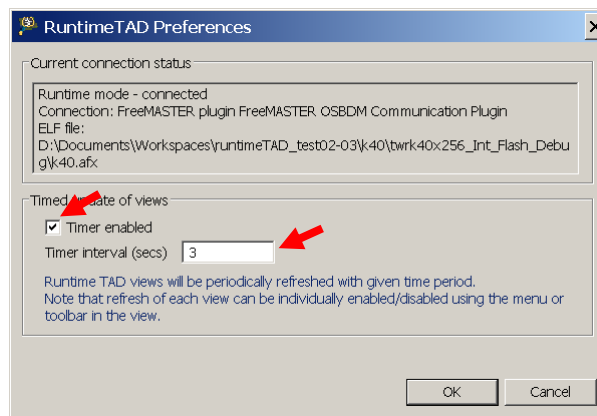 RuntimeTAD Preferences
Current connection status
Runtime mode - connected
Connection: FreeMASTER plugin FreeMASTER OSBDM Communication Plugin
ELF file:
D:\Documents\Workspaces\runtimeTAD_test02-03\k40\twrk40x256_Int_Flash_Debu
g\k40.afx
Timed update of views
Timer enabled
Timer interval (secs) 3
Runtime TAD views will be periodically refreshed with given time period.
Note that refresh of each view can be individually enabled/disabled using the menu or
toolbar in the view.
OK Cancel